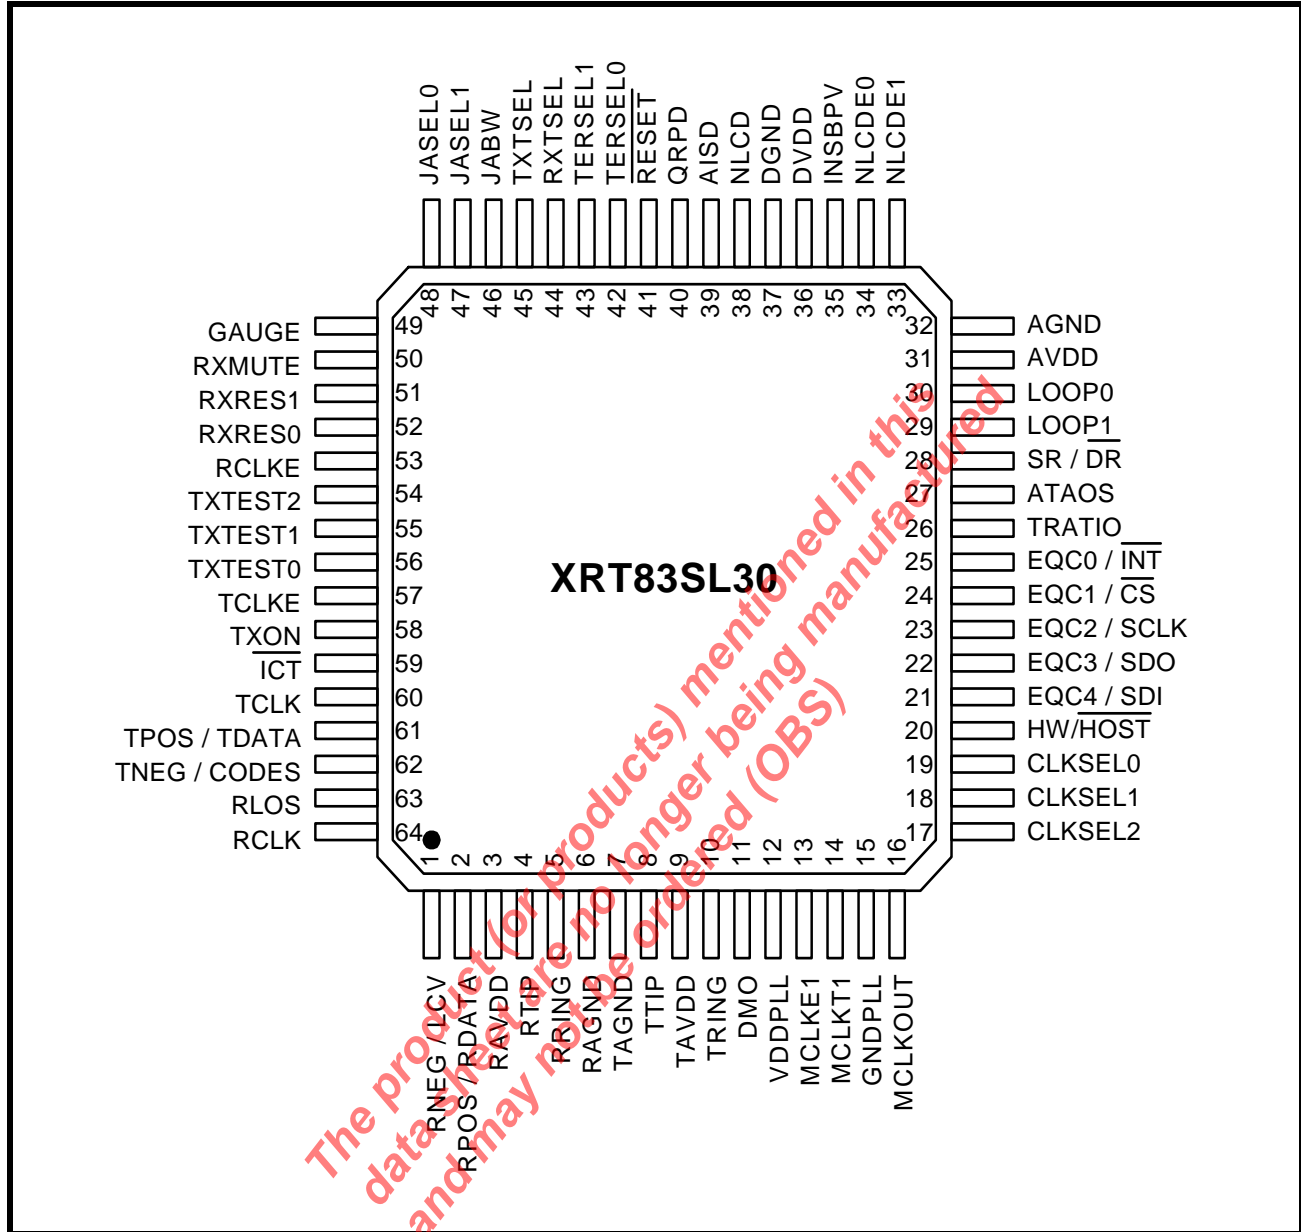 JASEL0
JASEL1
JABW
TXTSEL
RXTSEL
TERSEL1
TERSEL0
RESET
QRPD
AISD
NLCD
DGND
DVDD
INSBPV
NLCDE0
NLCDE1
48
47
46
45
44
43
42
41
40
39
38
37
36
35
34
33
GAUGE 49
RXMUTE 50
RXRES1 51
RXRES0 52
RCLKE 53
TXTEST2 54
TXTEST1 55
TXTEST0 56
TCLKE 57
TXON 58
ICT 59
TCLK 60
TPOS / TDATA 61
TNEG / CODES 62
RLOS 63
RCLK 64
XRT83SL30
32 AGND
31 AVDD
30 LOOP0
29 LOOP1
28 SR / DR
27 ATAOS
26 TRATIO
25 EQC0 / INT
24 EQC1 / CS
23 EQC2 / SCLK
22 EQC3 / SDO
21 EQC4 / SDI
20 HW/HOST
19 CLKSEL0
18 CLKSEL1
17 CLKSEL2
1
2
3
4
5
6
7
8
9
10
11
12
13
14
15
16
RNEG / LCV
RPOS / RDATA
RAVDD
RTIP
RRING
RAGND
TAGND
TTIP
TAVDD
TRING
DMO
VDDPLL
MCLKE1
MCLKT1
GNDPLL
MCLKOUT
The product (or products) mentioned in this
data sheet are no longer being manufactured
and may not be ordered (OBS)